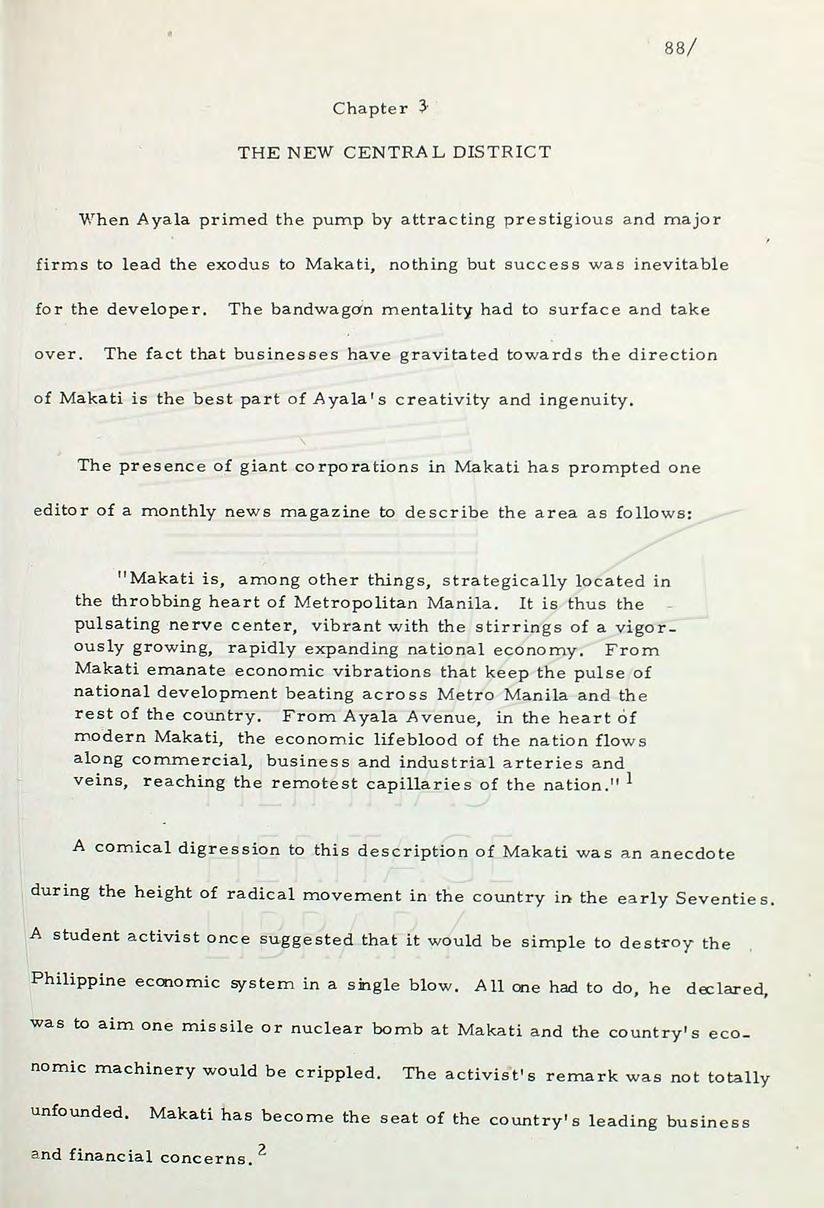 88/
Chapter 3
THE NEW CENTRAL DISTRICT
When Ayala primed the pump by attracting prestigious and major
firms to lead the exodus to Makati, nothing but success was inevitable
for the developer. The bandwagon mentality had to surface and take
over. The fact that businesses have gravitated towards the direction
of Makati is the best part of Ayala's creativity and ingenuity.
The presence of giant corporations in Makati has prompted one
editor of a monthly news magazine to describe the area as follows:
"Makati is, among other things, strategically located in
the throbbing heart of Metropolitan Manila. It is thus the
pulsating nerve center, vibrant with the stirrings of a vigor-
ously growing, rapidly expanding national economy. From
Makati emanate economic vibrations that keep the pulse of
national development beating across Metro Manila and the
rest of the country. From Ayala Avenue, in the heart of
modern Makati, the economic lifeblood of the nation flows
along commercial, business and industrial arteries and
veins, reaching the remotest capillaries of the nation." 1
A comical digression to this description of Makati was an anecdote
during the height of radical movement in the country in the early Seventies.
A student activist once suggested that it would be simple to destroy the
Philippine economic system in a single blow. All one had to do, he declared,
was to aim one missile or nuclear bomb at Makati and the country's eco-
nomic machinery would be crippled. The activist's remark was not totally
unfounded. Makati has become the seat of the country's leading business
and financial concerns. 2
HERITAGE
LIBRARY